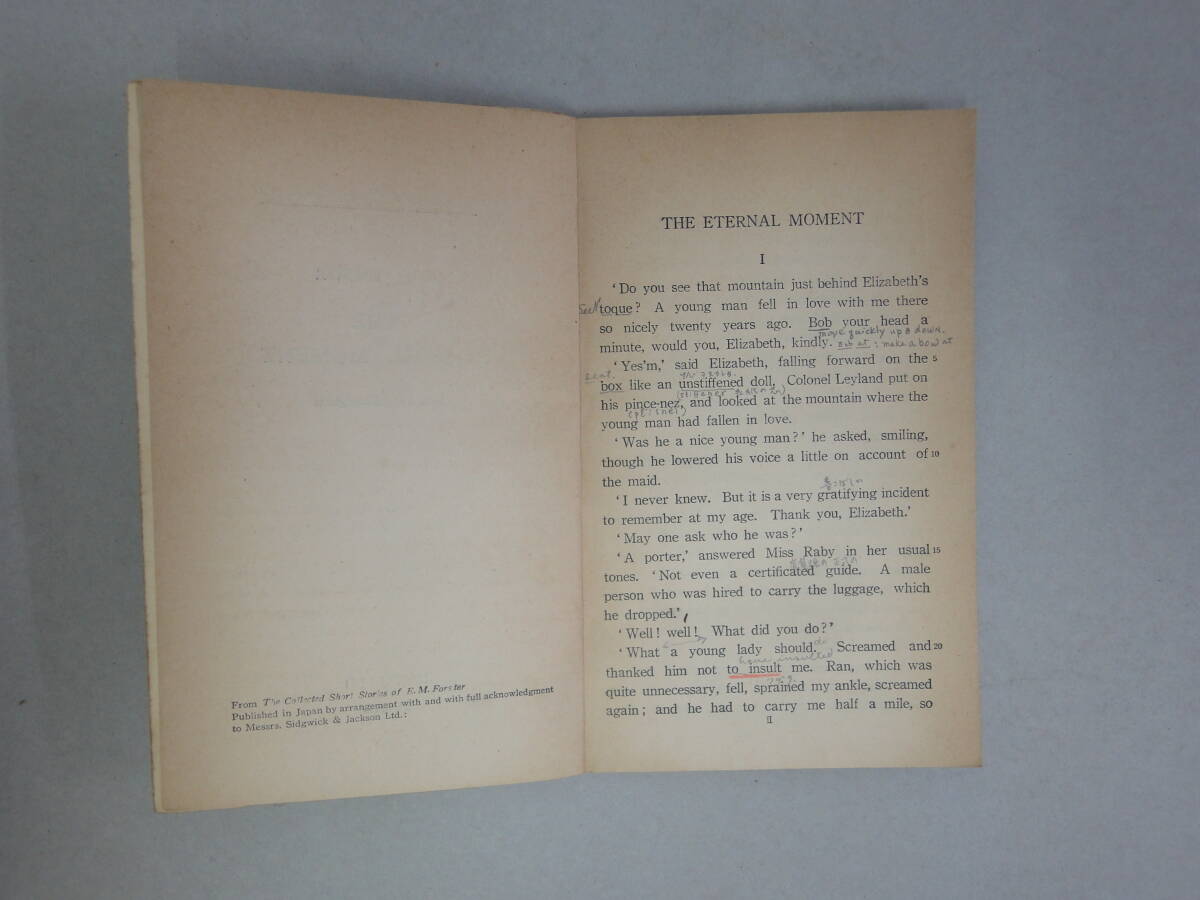 From The Collected Short Stories of E. M. Forster
Published in Japan by arrangement with and with full acknowledgment
to Messrs. Sidgwick & Jackson Ltd.:
THE ETERNAL MOMENT
I
‘Do you see that mountain just behind Elizabeth’s
toque? A young man fell in love with me there
so nicely twenty years ago. Bob your head a
move quickly up & down.
minute, would you, Elizabeth, kindly. Bob at : make a bow at
‘Yes’m,’ said Elizabeth, falling forward on the 5
seat.
box like an unstiffened doll. Colonel Leyland put on
his pince-nez, and looked at the mountain where the
young man had fallen in love.
‘Was he a nice young man?’ he asked, smiling,
though he lowered his voice a little on account of 10
the maid.
‘I never knew. But it is a very gratifying incident
to remember at my age. Thank you, Elizabeth.’
‘May one ask who he was?’
‘A porter,’ answered Miss Raby in her usual 15
tones. ‘Not even a certificated guide. A male
person who was hired to carry the luggage, which
he dropped.’
‘Well! well! What did you do?’
‘What a young lady should. Screamed and 20
do
have insulted
thanked him not to insult me. Ran, which was
quite unnecessary, fell, sprained my ankle, screamed
again; and he had to carry me half a mile, so